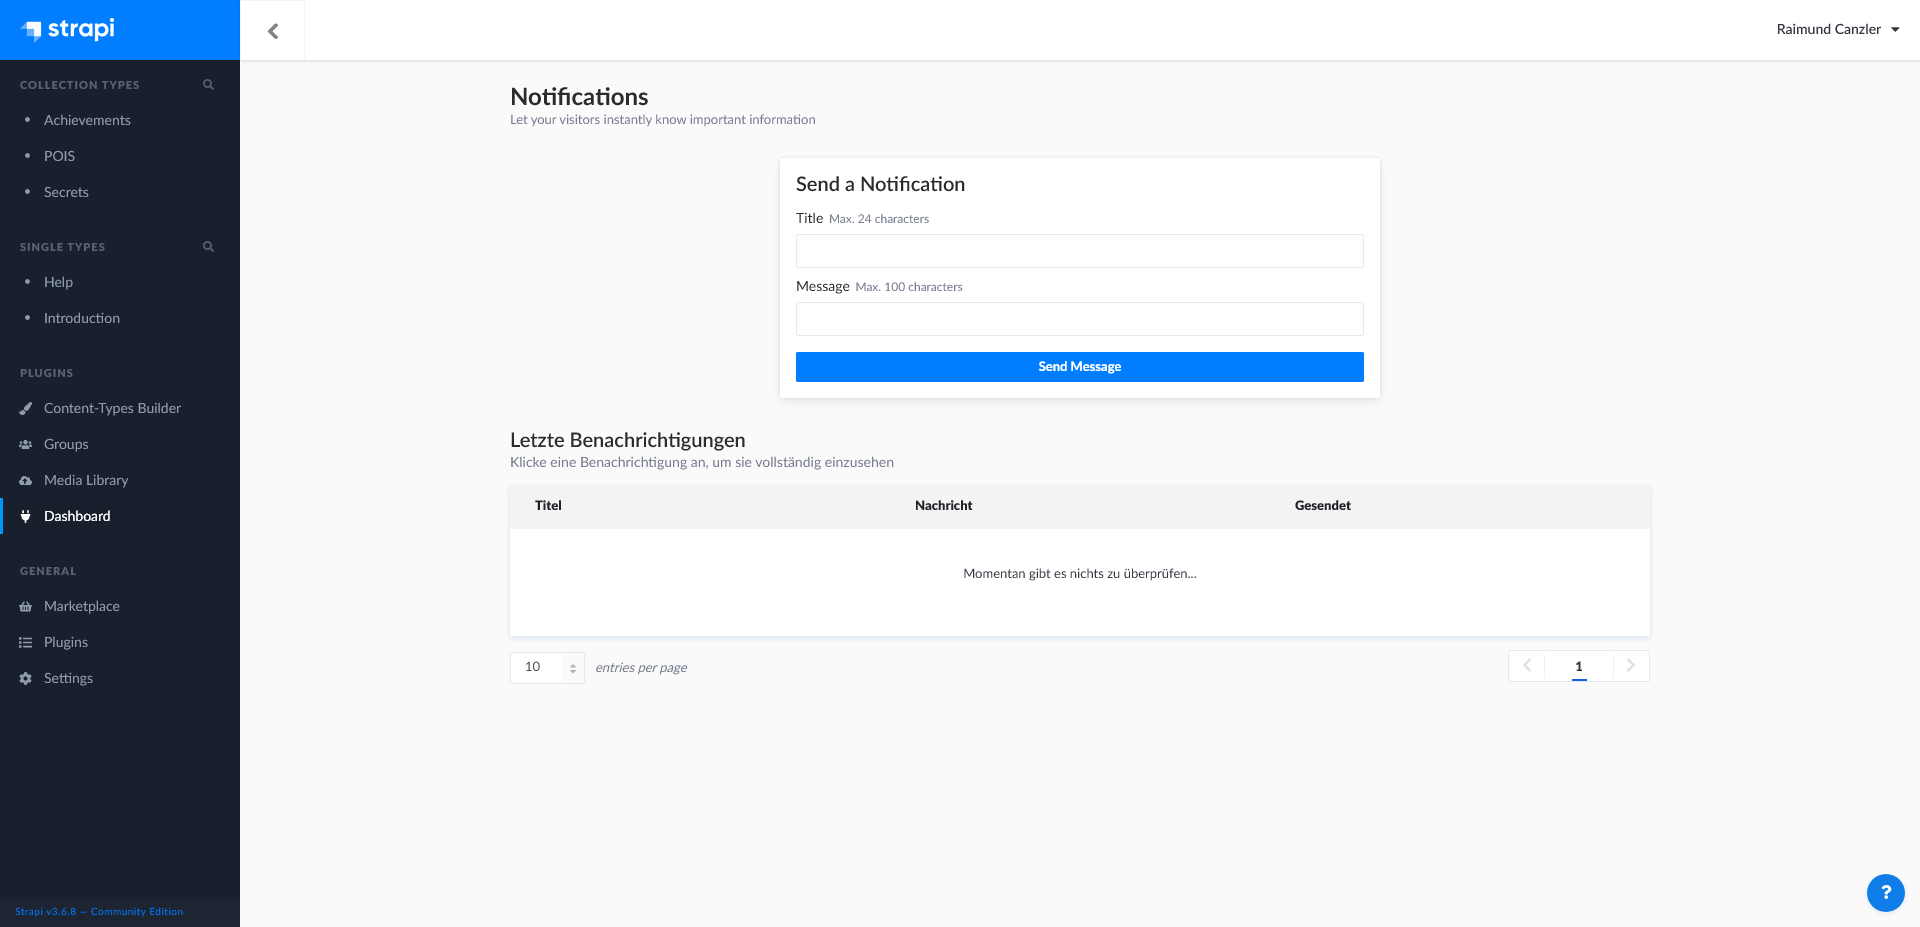 strapi
Raimund Canzler
COLLECTION TYPES
Achievements
POIS
Secrets
SINGLE TYPES
Help
Introduction
PLUGINS
Content-Types Builder
Groups
Media Library
Dashboard
GENERAL
Marketplace
Plugins
Settings
Strapi v3.6.8 — Community Edition
Notifications
Let your visitors instantly know important information
Send a Notification
Title Max. 24 characters
Message Max. 100 characters
Send Message
Letzte Benachrichtigungen
Klicke eine Benachrichtigung an, um sie vollständig einzusehen
Titel Nachricht Gesendet
Momentan gibt es nichts zu überprüfen...
10 entries per page 1
?